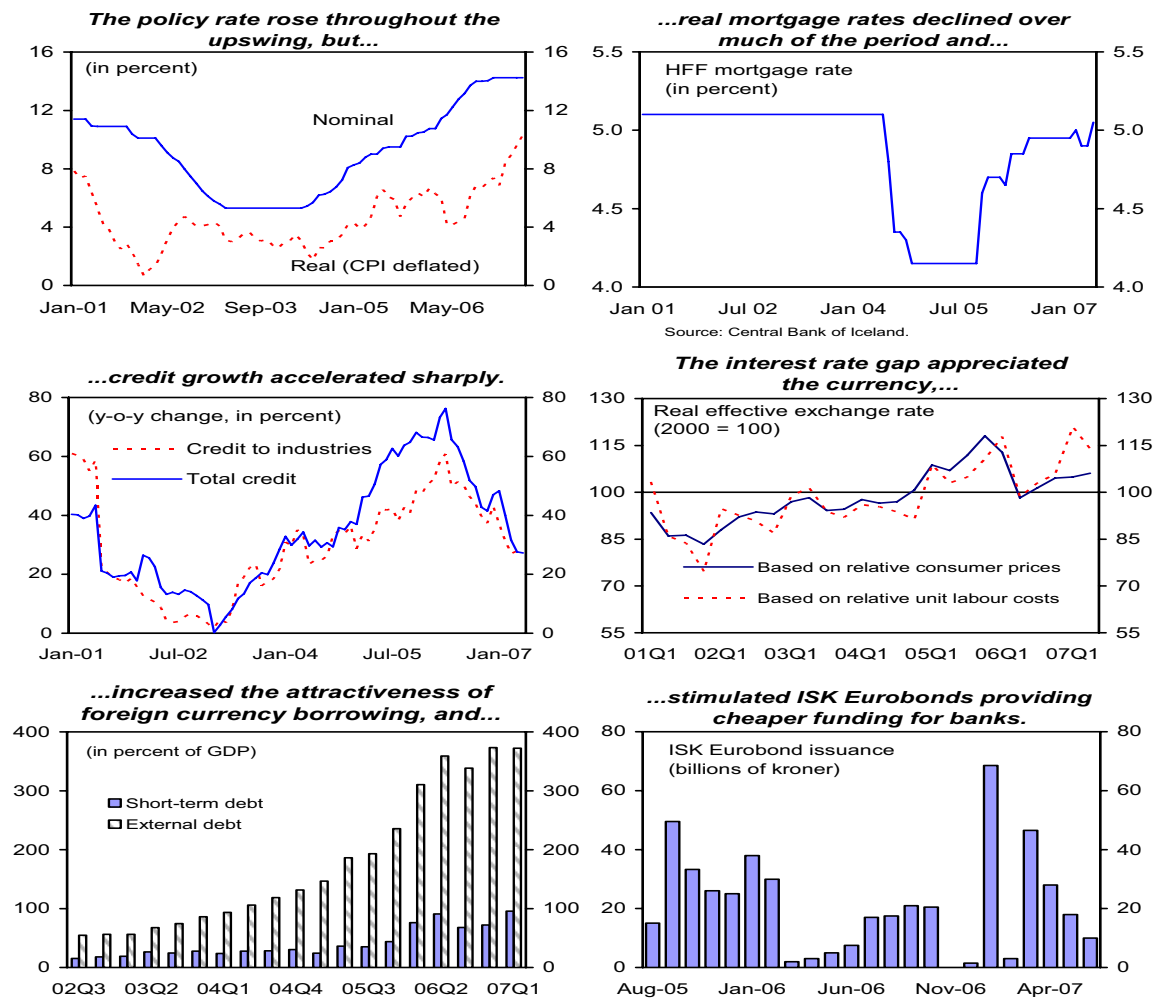 The policy rate rose throughout the
upswing, but...
16
12
8
4
0
16
12
8
4
0
(in percent)
Nominal
Real (CPI deflated)
Jan-01 May-02 Sep-03 Jan-05 May-06
...real mortgage rates declined over
much of the period and...
5.5
5.0
4.5
4.0
5.5
5.0
4.5
4.0
HFF mortgage rate
(in percent)
Jan 01 Jul 02 Jan 04 Jul 05 Jan 07
Source: Central Bank of Iceland.
...credit growth accelerated sharply.
80
60
40
20
0
80
60
40
20
0
(y-o-y change, in percent)
Credit to industries
Total credit
Jan-01 Jul-02 Jan-04 Jul-05 Jan-07
The interest rate gap appreciated
the currency,...
130
115
100
85
70
55
130
115
100
85
70
55
Real effective exchange rate
(2000 = 100)
Based on relative consumer prices
Based on relative unit labour costs
01Q1 02Q1 03Q1 04Q1 05Q1 06Q1 07Q1
...increased the attractiveness of
foreign currency borrowing, and...
400
300
200
100
0
400
300
200
100
0
(in percent of GDP)
Short-term debt
External debt
02Q3 03Q2 04Q1 04Q4 05Q3 06Q2 07Q1
...stimulated ISK Eurobonds providing
cheaper funding for banks.
80
60
40
20
0
80
60
40
20
0
ISK Eurobond issuance
(billions of kroner)
Aug-05 Jan-06 Jun-06 Nov-06 Apr-07